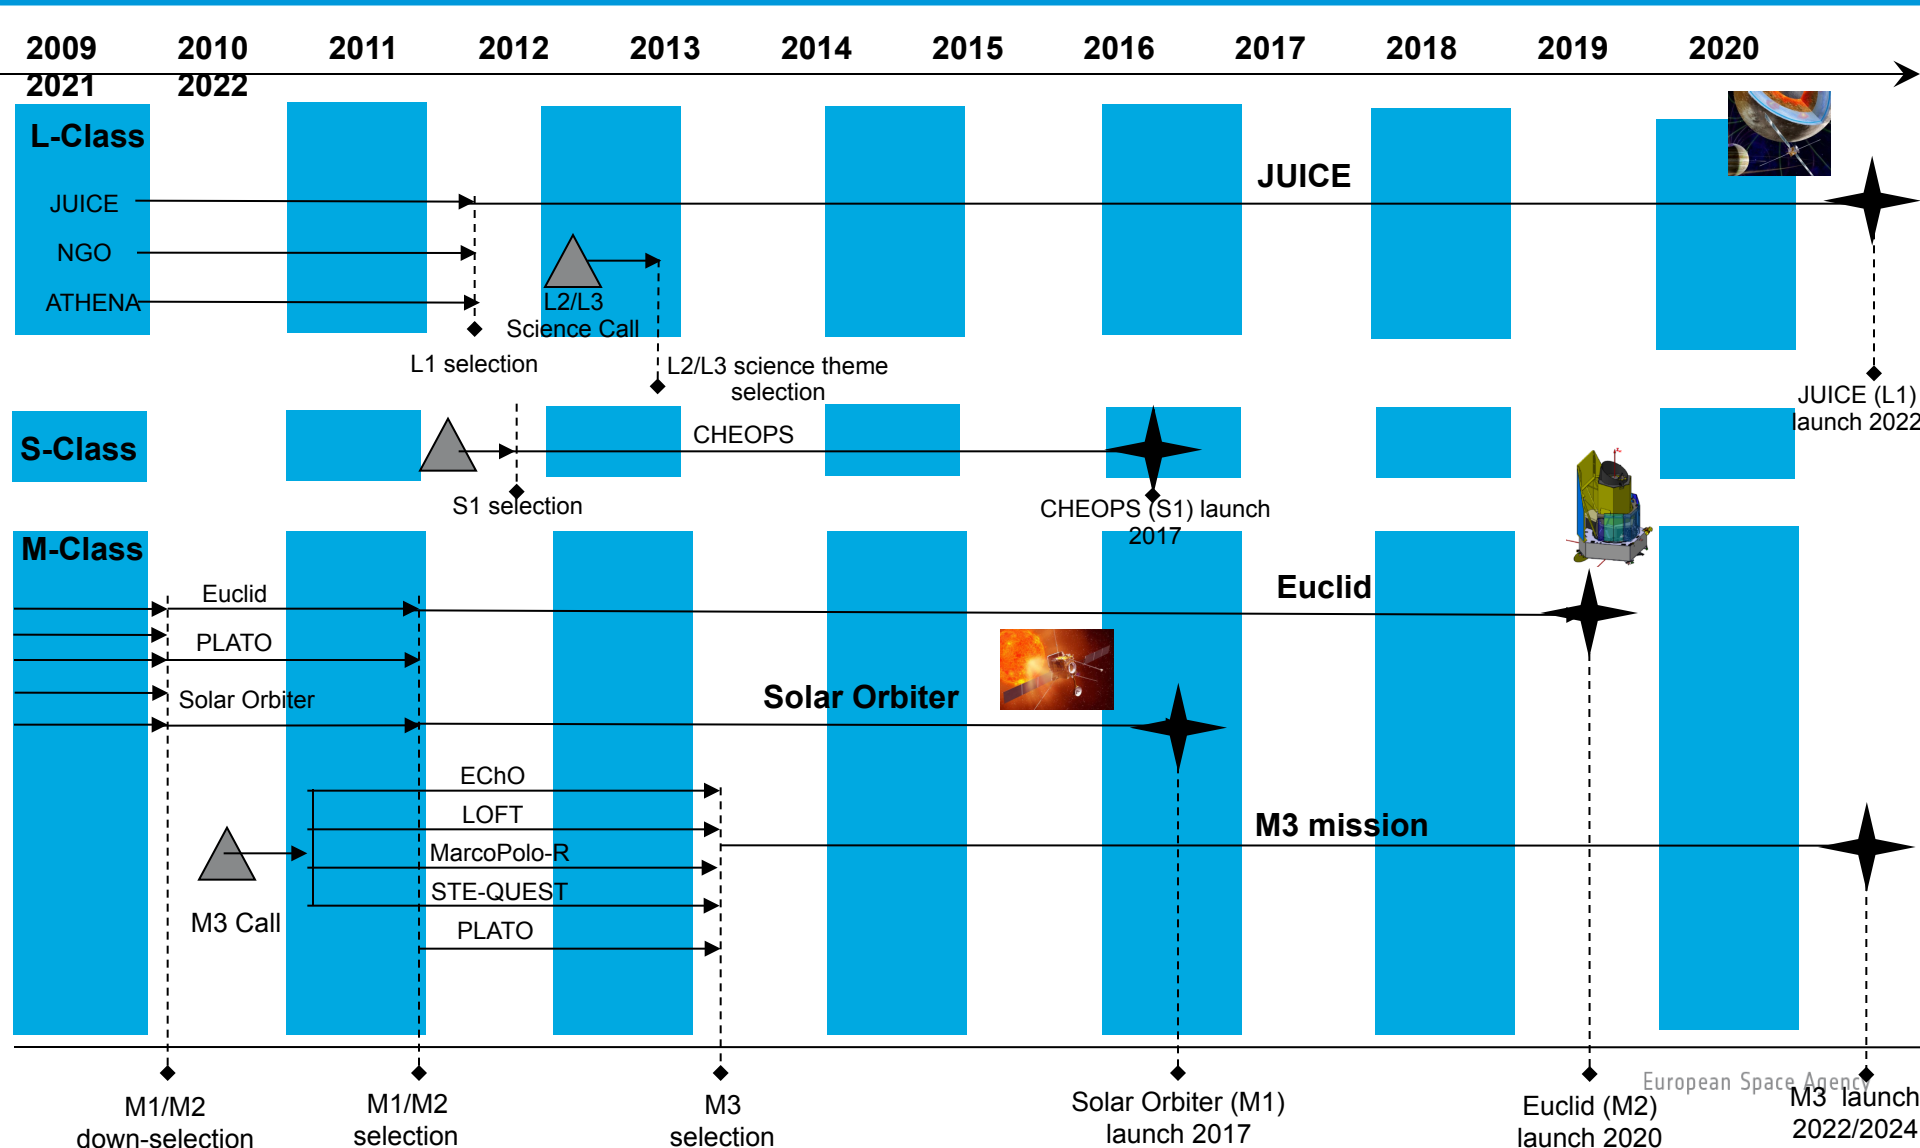 2009 2010 2011 2012 2013 2014 2015 2016 2017 2018 2019 2020
2021 2022
L-Class
JUICE
JUICE
NGO
ATHENA
L2/L3
Science Call
L1 selection
L2/L3 science theme
selection
JUICE (L1)
launch 2022
S-Class
CHEOPS
S1 selection
CHEOPS (S1) launch
2017
M-Class
Euclid
Euclid
PLATO
Solar Orbiter
Solar Orbiter
EChO
LOFT
M3 mission
MarcoPolo-R
STE-QUEST
M3 Call
PLATO
European Space Agency
M1/M2
down-selection
M1/M2
selection
M3
selection
Solar Orbiter (M1)
launch 2017
Euclid (M2)
launch 2020
M3 launch
2022/2024